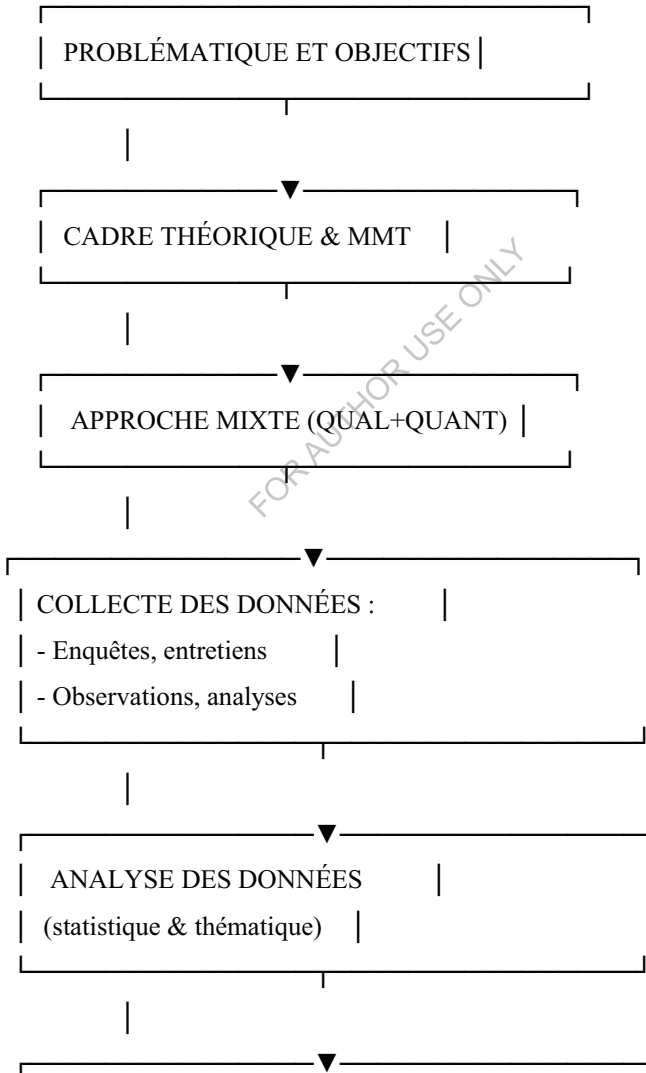 PROBLÉMATIQUE ET OBJECTIFS
CADRE THÉORIQUE & MMT
APPROCHE MIXTE (QUAL+QUANT)
COLLECTE DES DONNÉES :
- Enquêtes, entretiens
- Observations, analyses
ANALYSE DES DONNÉES
(statistique & thématique)
FOR AUTHOR USE ONLY